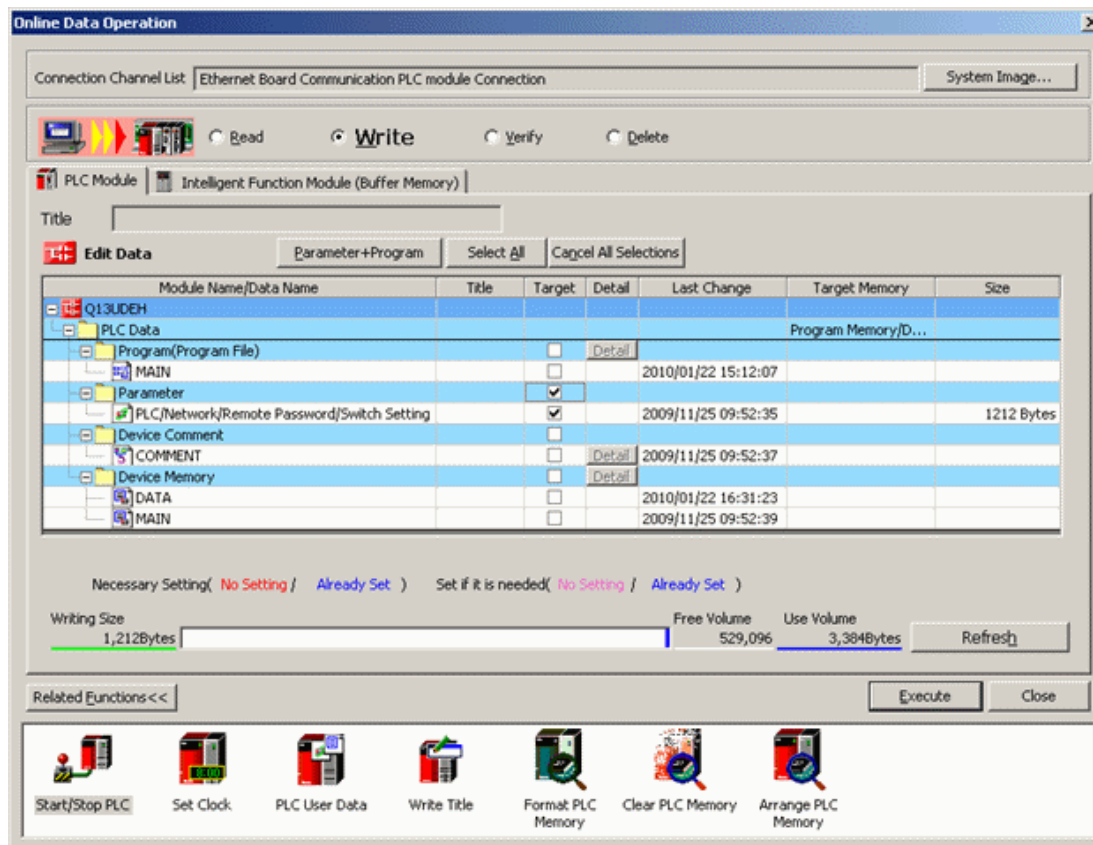 Online Data Operation
Connection Channel List Ethernet Board Communication PLC module Connection System Image...
Read Write Verify Delete
PLC Module Intelligent Function Module (Buffer Memory)
Title
Edit Data Parameter+Program Select All Cancel All Selections
Module Name/Data Name Title Target Detail Last Change Target Memory Size
Q13UDEH
PLC Data Program Memory/D...
Program(Program File) Detail
MAIN 2010/01/22 15:12:07
Parameter
PLC/Network/Remote Password/Switch Setting 2009/11/25 09:52:35 1212 Bytes
Device Comment
COMMENT Detail 2009/11/25 09:52:37
Device Memory Detail
DATA 2010/01/22 16:31:23
MAIN 2009/11/25 09:52:39
Necessary Setting( No Setting / Already Set ) Set if it is needed( No Setting / Already Set )
Writing Size Free Volume Use Volume
1,212Bytes 529,096 3,384Bytes Refresh
Related Functions<< Execute Close
8:00
Start/Stop PLC Set Clock PLC User Data Write Title Format PLC Memory Clear PLC Memory Arrange PLC Memory